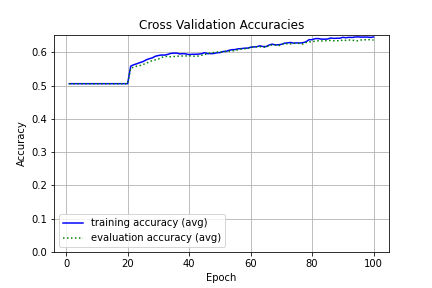 Cross Validation Accuracies
0.6
0.5
0.4
0.3
0.2
0.1
0.0
Accuracy
training accuracy (avg)
evaluation accuracy (avg)
0 20 40 60 80 100
Epoch